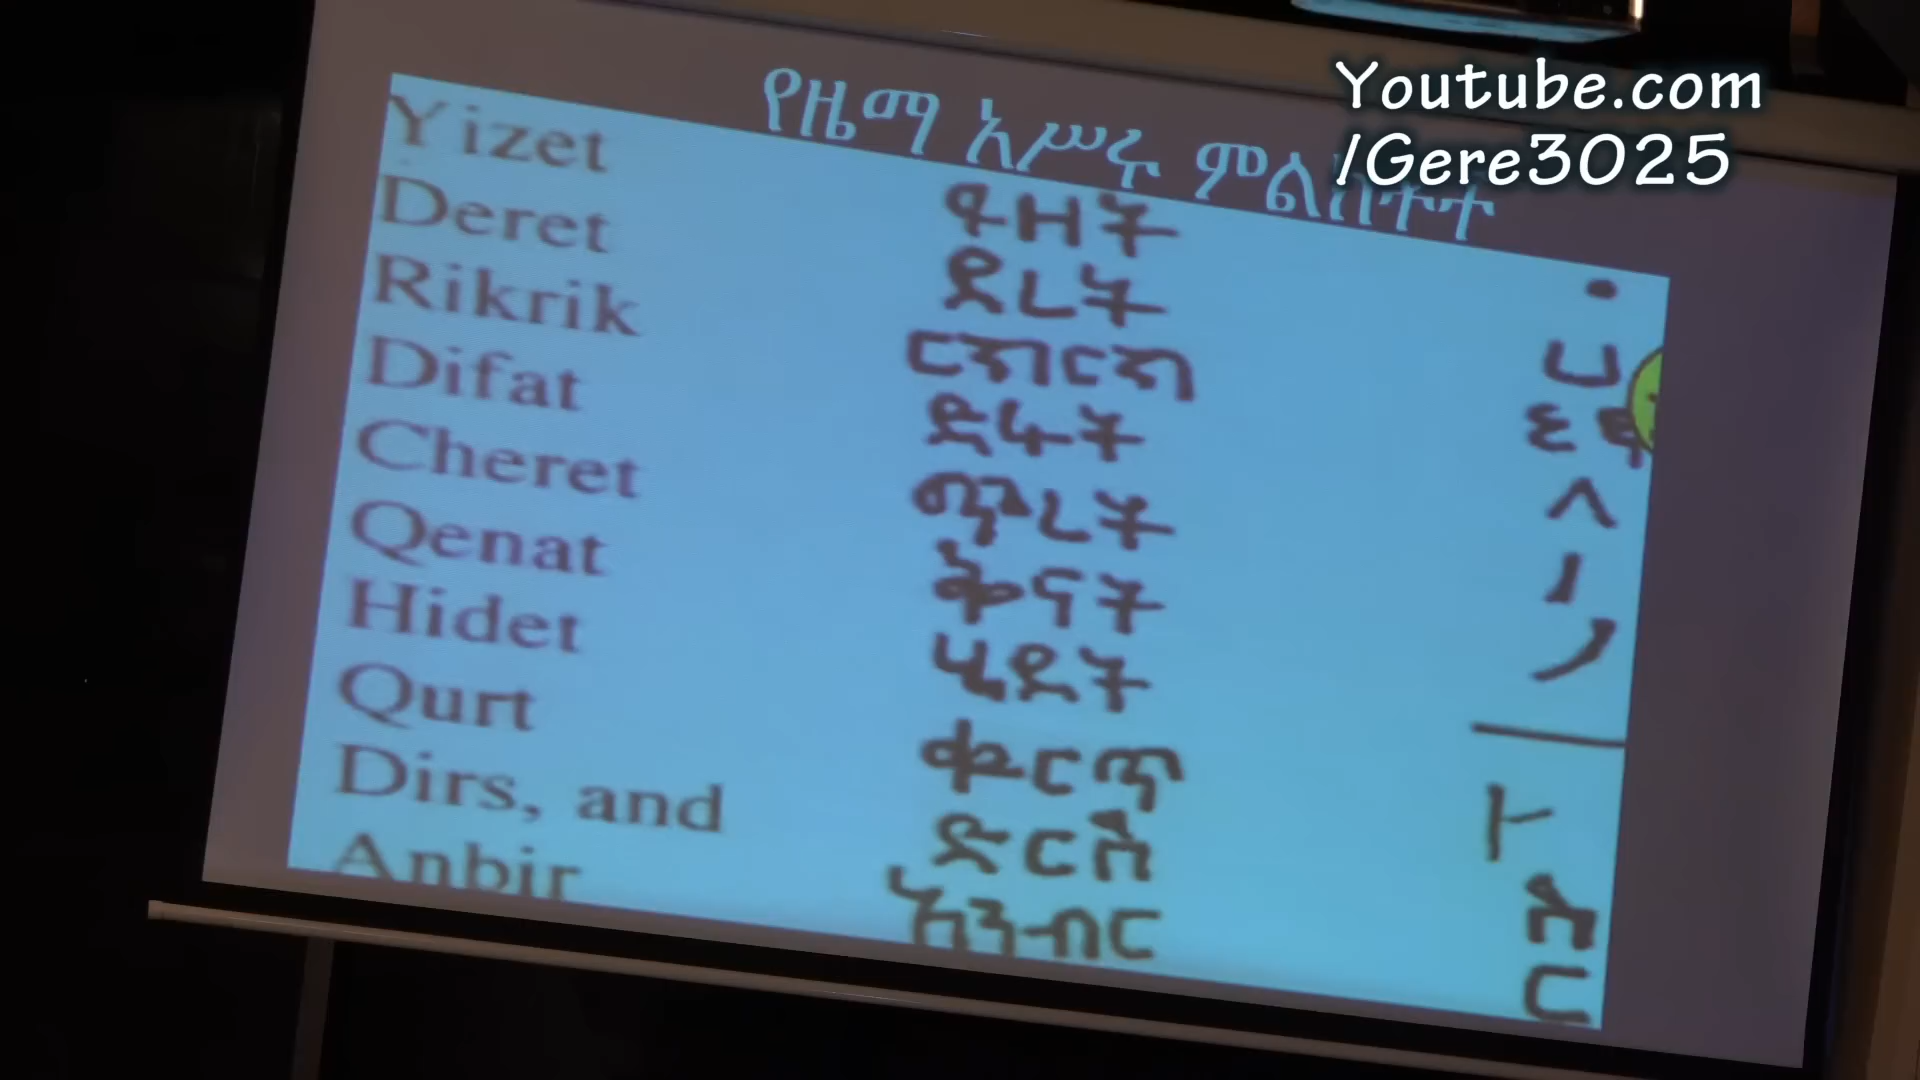 Youtube.com
/Gere3025
የዜማ አሥሩ ምልክቶች
Yizet ይዘት
Deret ደረት
Rikrik ርክርክ
Difat ድፋት
Cheret ጭረት
Qenat ቅናት
Hidet ሂደት
Qurt ቁርጥ
Dirs, and ድርስ ስ
Anbir አንብር ር